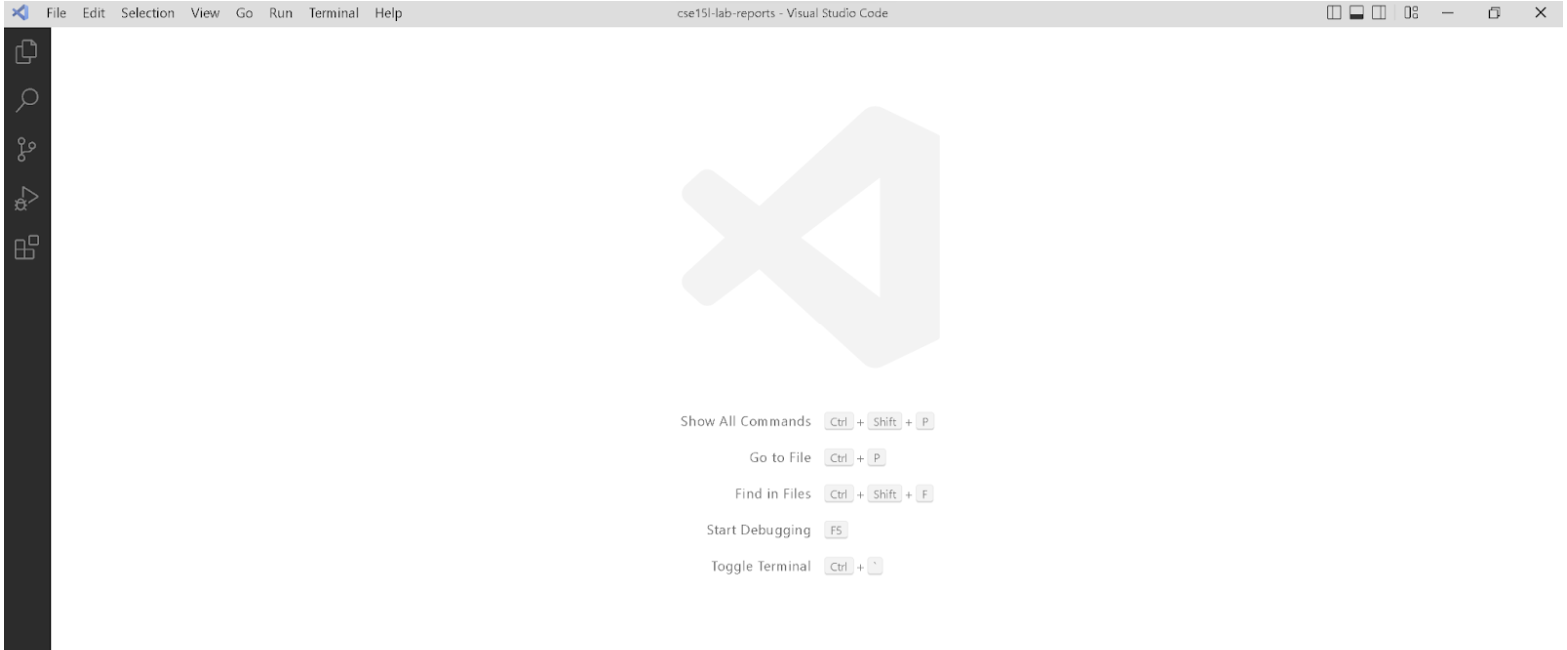 File Edit Selection View Go Run Terminal Help cse15l-lab-reports - Visual Studio Code
Show All Commands Ctrl + Shift + P
Go to File Ctrl + P
Find in Files Ctrl + Shift + F
Start Debugging F5
Toggle Terminal Ctrl + `